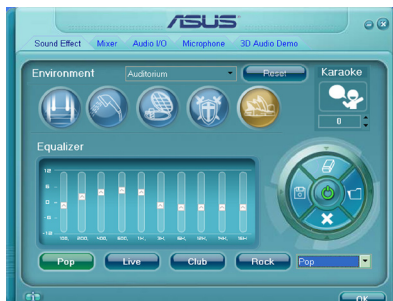 ASUS
Sound Effect Mixer Audio I/O Microphone 3D Audio Demo
Environment Auditorium Reset Karaoke
0
Equalizer
Pop Live Club Rock Pop
OK